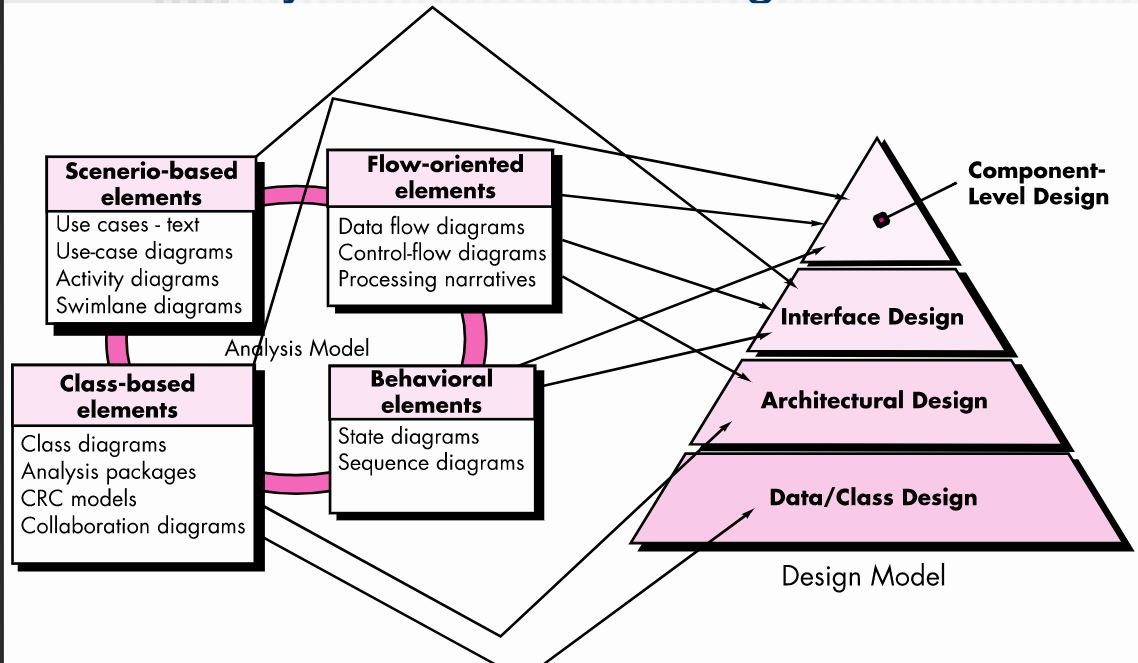 Scenerio-based
elements
Use cases - text
Use-case diagrams
Activity diagrams
Swimlane diagrams
Flow-oriented
elements
Data flow diagrams
Control-flow diagrams
Processing narratives
Analysis Model
Class-based
elements
Class diagrams
Analysis packages
CRC models
Collaboration diagrams
Behavioral
elements
State diagrams
Sequence diagrams
Component-
Level Design
Interface Design
Architectural Design
Data/Class Design
Design Model